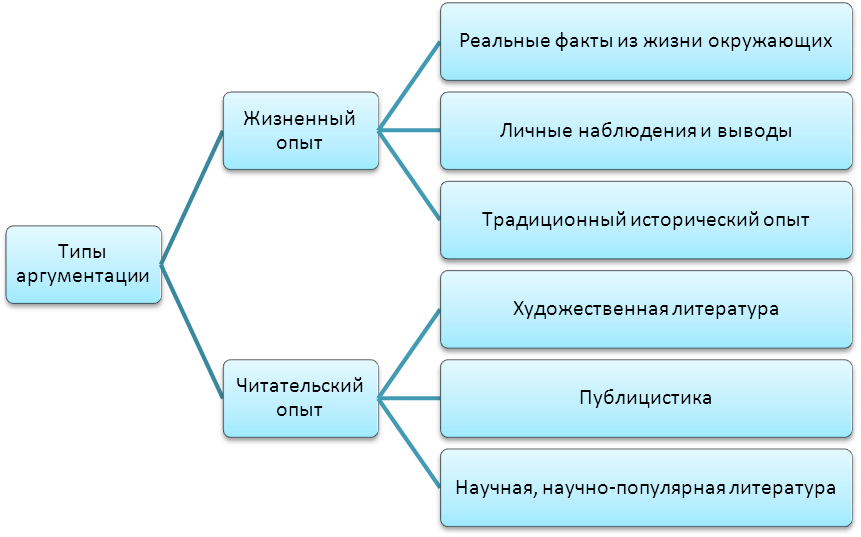 Типы
аргументации
Жизненный
опыт
Реальные факты из жизни окружающих
Личные наблюдения и выводы
Традиционный исторический опыт
Читательский
опыт
Художественная литература
Публицистика
Научная, научно-популярная литература